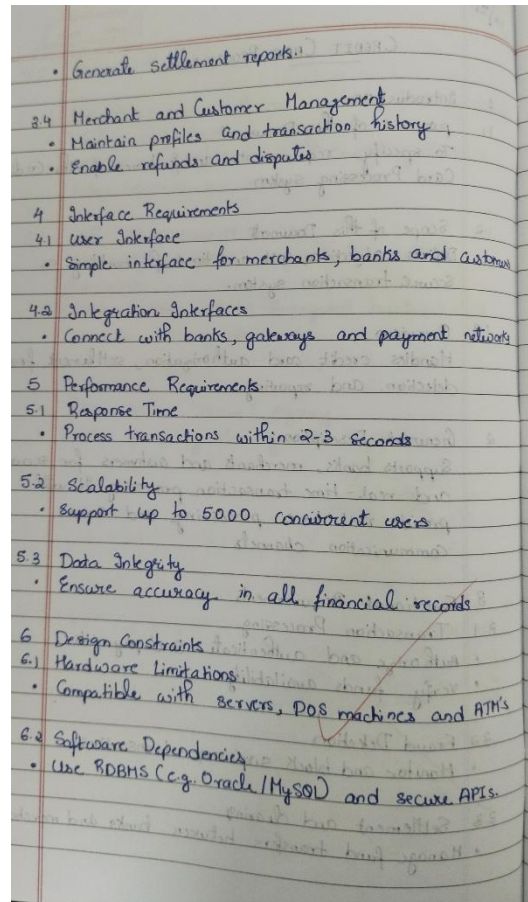 • Generate settlement reports.
3.4 Merchant and Customer Management
• Maintain profiles and transaction history
• Enable refunds and disputes
4 Interface Requirements
4.1 User Interface
• Simple interface for merchants, banks and customers
4.2 Integration Interfaces
• Connect with banks, gateways and payment networks
5 Performance Requirements
5.1 Response Time
• Process transactions within 2-3 seconds
5.2 Scalability
• Support up to 5000 concurrent users
5.3 Data Integrity
• Ensure accuracy in all financial records
6 Design Constraints
6.1 Hardware Limitations
• Compatible with servers, POS machines and ATM's
6.2 Software Dependencies
• Use RDBMS (e.g. Oracle / MySQL) and secure APIs.